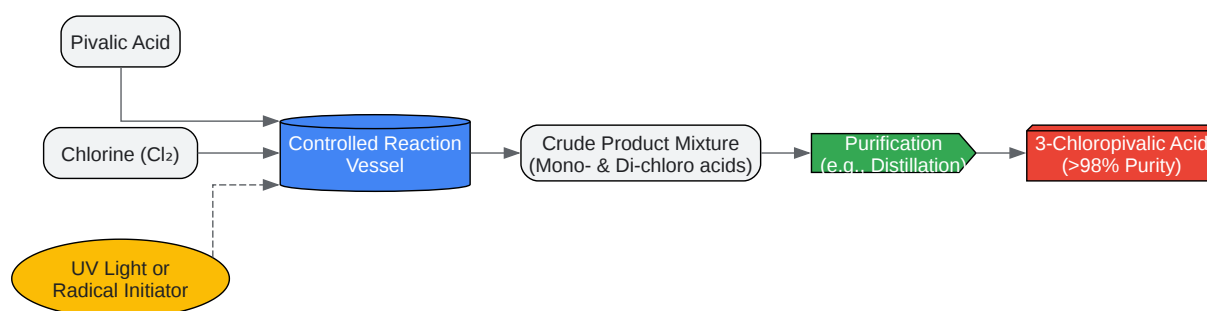 Pivalic Acid
Chlorine (Cl₂)
UV Light or
Radical Initiator
Controlled Reaction
Vessel
Crude Product Mixture
(Mono- & Di-chloro acids)
Purification
(e.g., Distillation)
3-Chloropivalic Acid
(>98% Purity)